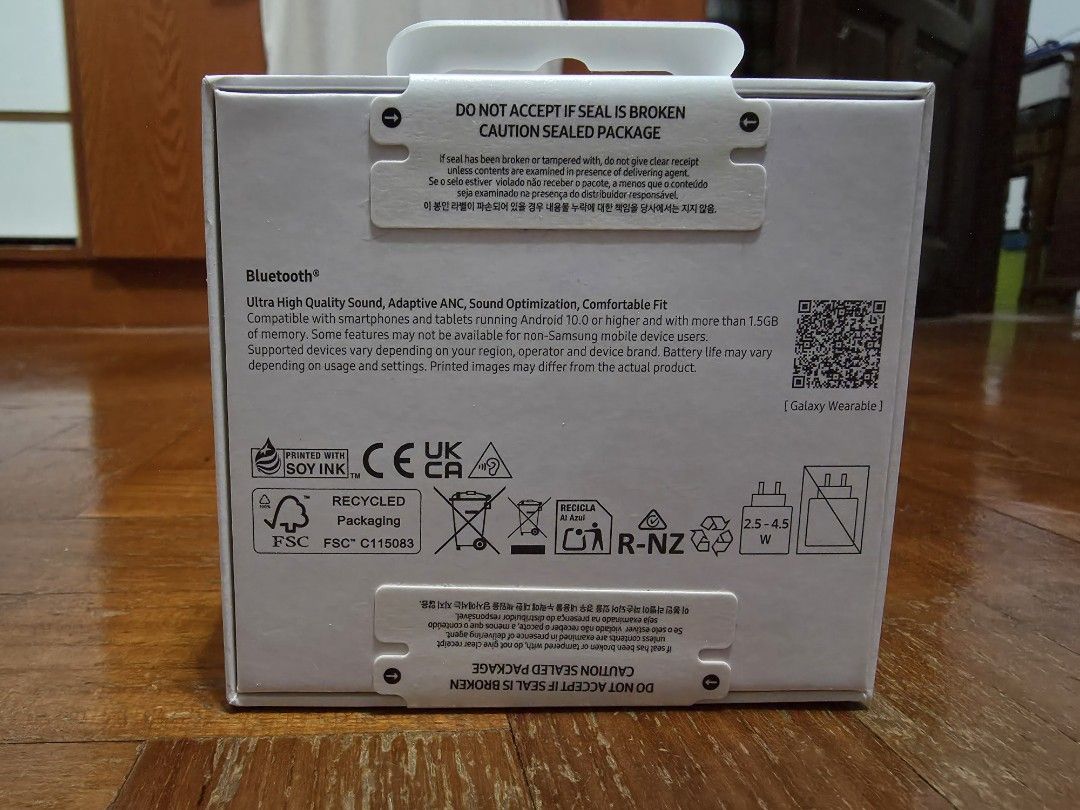 DO NOT ACCEPT IF SEAL IS BROKEN
CAUTION SEALED PACKAGE
If seal has been broken or tampered with, do not give clear receipt
unless contents are examined in presence of delivering agent.
Se o selo estiver violado não receber o pacote, a menos que o conteúdo
seja examinado na presença do distribuidor responsável.
이 봉인 라벨이 파손되어 있을 경우 내용물 누락에 대한 책임을 당사에서는 지지 않음.
Bluetooth®
Ultra High Quality Sound, Adaptive ANC, Sound Optimization, Comfortable Fit
Compatible with smartphones and tablets running Android 10.0 or higher and with more than 1.5GB
of memory. Some features may not be available for non-Samsung mobile device users.
Supported devices vary depending on your region, operator and device brand. Battery life may vary
depending on usage and settings. Printed images may differ from the actual product.
[ Galaxy Wearable ]
PRINTED WITH
SOY INK™
CE
UK
CA
100%
FSC™
RECYCLED
Packaging
FSC™ C115083
RECICLA
Al Azul
R-NZ
2.5 - 4.5
W
이 봉인 라벨이 파손되어 있을 경우 내용물 누락에 대한 책임을 당사에서는 지지 않음.
seja examinado na presença do distribuidor responsável.
Se o selo estiver violado não receber o pacote, a menos que o conteúdo
unless contents are examined in presence of delivering agent.
If seal has been broken or tampered with, do not give clear receipt
CAUTION SEALED PACKAGE
DO NOT ACCEPT IF SEAL IS BROKEN